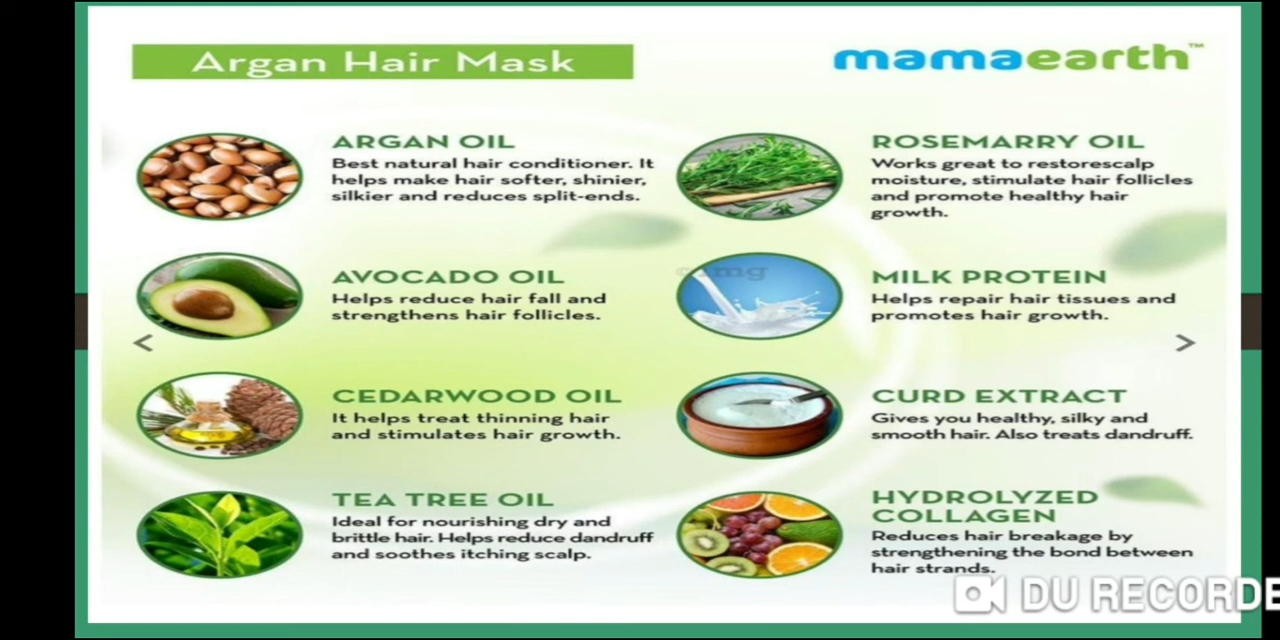 Argan Hair Mask
mamaearth™
ARGAN OIL
Best natural hair conditioner. It
helps make hair softer, shinier,
silkier and reduces split-ends.
AVOCADO OIL
Helps reduce hair fall and
strengthens hair follicles.
CEDARWOOD OIL
It helps treat thinning hair
and stimulates hair growth.
TEA TREE OIL
Ideal for nourishing dry and
brittle hair. Helps reduce dandruff
and soothes itching scalp.
ROSEMARRY OIL
Works great to restorescalp
moisture, stimulate hair follicles
and promote healthy hair
growth.
MILK PROTEIN
Helps repair hair tissues and
promotes hair growth.
CURD EXTRACT
Gives you healthy, silky and
smooth hair. Also treats dandruff.
HYDROLYZED
COLLAGEN
Reduces hair breakage by
strengthening the bond between
hair strands.
DU RECORDE